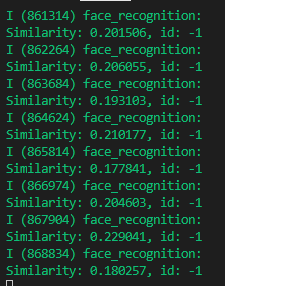 I (861314) face_recognition:
Similarity: 0.201506, id: -1
I (862264) face_recognition:
Similarity: 0.206055, id: -1
I (863684) face_recognition:
Similarity: 0.193103, id: -1
I (864624) face_recognition:
Similarity: 0.210177, id: -1
I (865814) face_recognition:
Similarity: 0.177841, id: -1
I (866974) face_recognition:
Similarity: 0.204603, id: -1
I (867904) face_recognition:
Similarity: 0.229041, id: -1
I (868834) face_recognition:
Similarity: 0.180257, id: -1